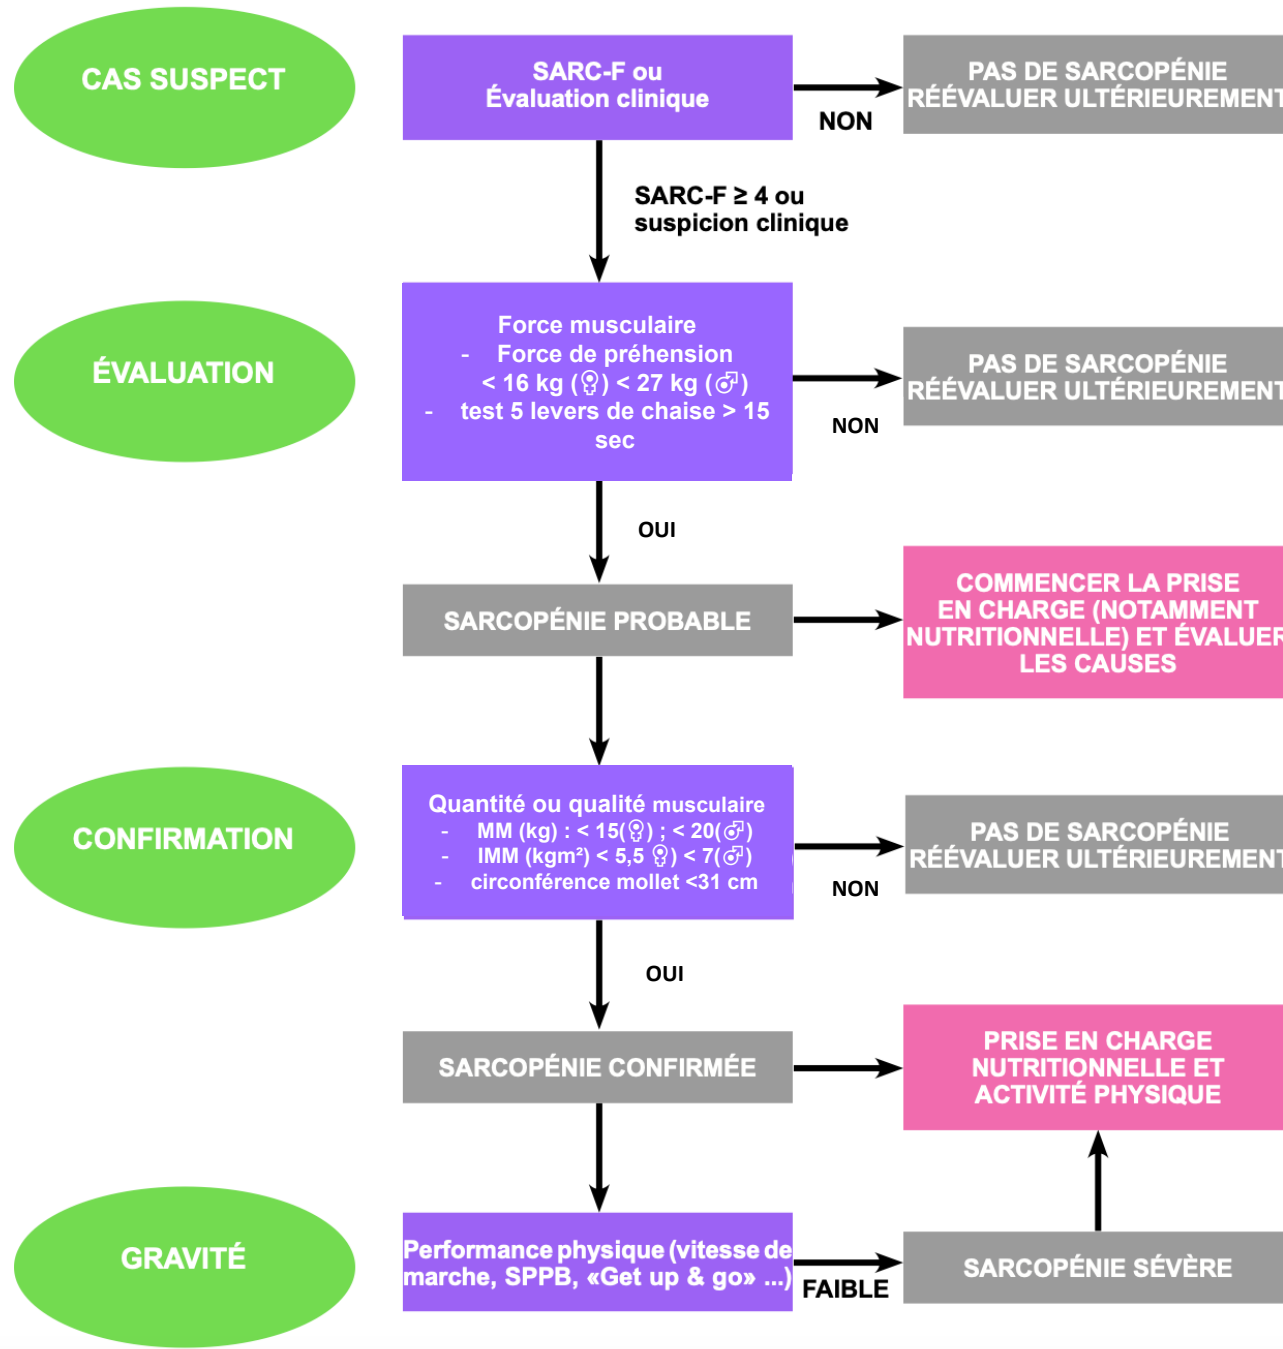 CAS SUSPECT
SARC-F ou
Évaluation clinique
NON
PAS DE SARCOPÉNIE
RÉÉVALUER ULTÉRIEUREMENT
SARC-F ≥ 4 ou
suspicion clinique
ÉVALUATION
Force musculaire
- Force de préhension
< 16 kg (♀) < 27 kg (♂)
- test 5 levers de chaise > 15
sec
NON
PAS DE SARCOPÉNIE
RÉÉVALUER ULTÉRIEUREMENT
OUI
SARCOPÉNIE PROBABLE
COMMENCER LA PRISE
EN CHARGE (NOTAMMENT
NUTRITIONNELLE) ET ÉVALUER
LES CAUSES
CONFIRMATION
Quantité ou qualité musculaire
- MM (kg) : < 15(♀) ; < 20(♂)
- IMM (kgm²) < 5,5 ♀) < 7(♂)
- circonférence mollet <31 cm
NON
PAS DE SARCOPÉNIE
RÉÉVALUER ULTÉRIEUREMENT
OUI
SARCOPÉNIE CONFIRMÉE
PRISE EN CHARGE
NUTRITIONNELLE ET
ACTIVITÉ PHYSIQUE
GRAVITÉ
Performance physique (vitesse de
marche, SPPB, «Get up & go» ...)
FAIBLE
SARCOPÉNIE SÉVÈRE